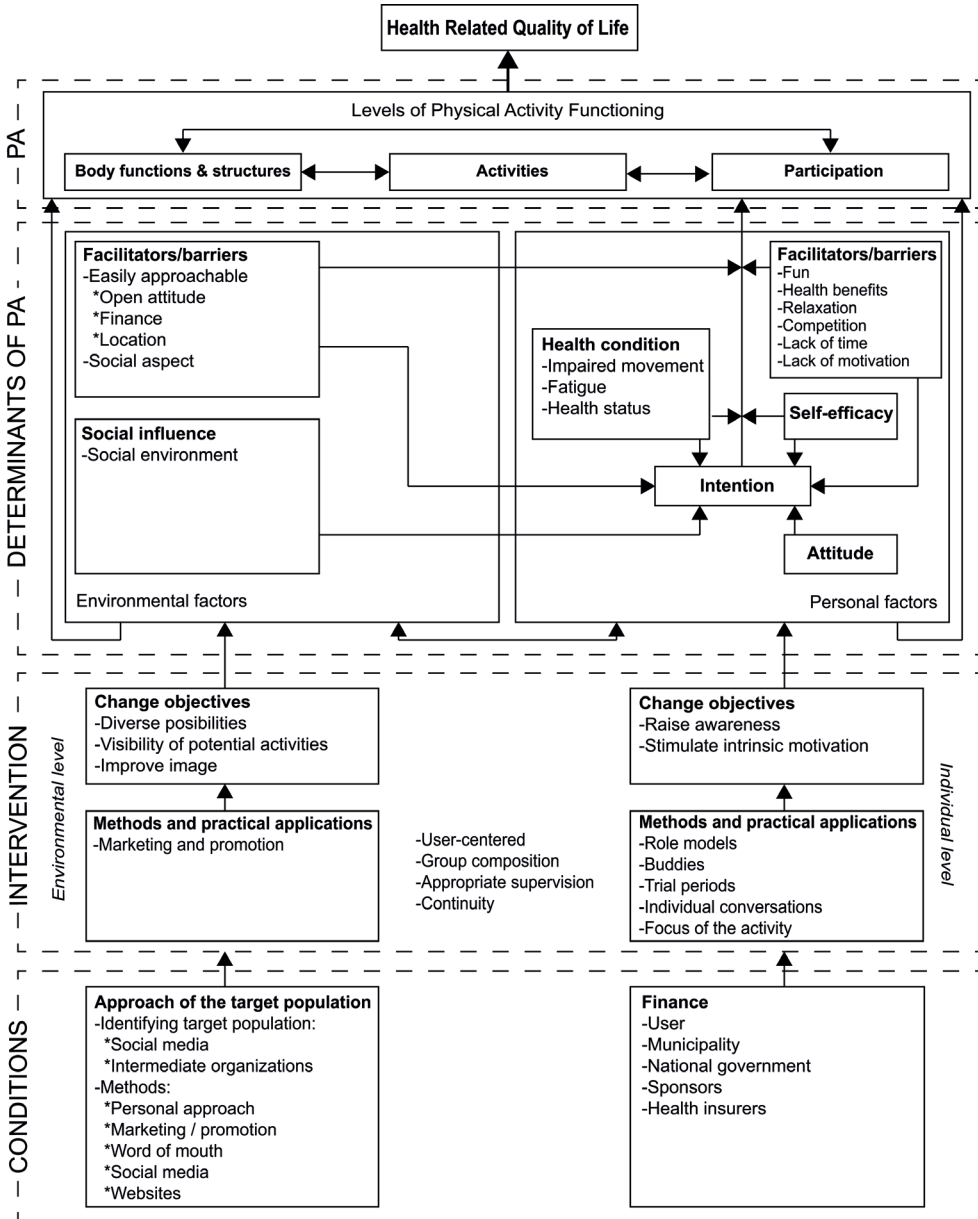 Health Related Quality of Life
PA
Levels of Physical Activity Functioning
Body functions & structures
Activities
Participation
DETERMINANTS OF PA
Facilitators/barriers
-Easily approachable
*Open attitude
*Finance
*Location
-Social aspect
Social influence
-Social environment
Environmental factors
Facilitators/barriers
-Fun
-Health benefits
-Relaxation
-Competition
-Lack of time
-Lack of motivation
Health condition
-Impaired movement
-Fatigue
-Health status
Self-efficacy
Intention
Attitude
Personal factors
INTERVENTION
Environmental level
Change objectives
-Diverse posibilities
-Visibility of potential activities
-Improve image
Methods and practical applications
-Marketing and promotion
-User-centered
-Group composition
-Appropriate supervision
-Continuity
Change objectives
-Raise awareness
-Stimulate intrinsic motivation
Methods and practical applications
-Role models
-Buddies
-Trial periods
-Individual conversations
-Focus of the activity
Individual level
CONDITIONS
Approach of the target population
-Identifying target population:
*Social media
*Intermediate organizations
-Methods:
*Personal approach
*Marketing / promotion
*Word of mouth
*Social media
*Websites
Finance
-User
-Municipality
-National government
-Sponsors
-Health insurers